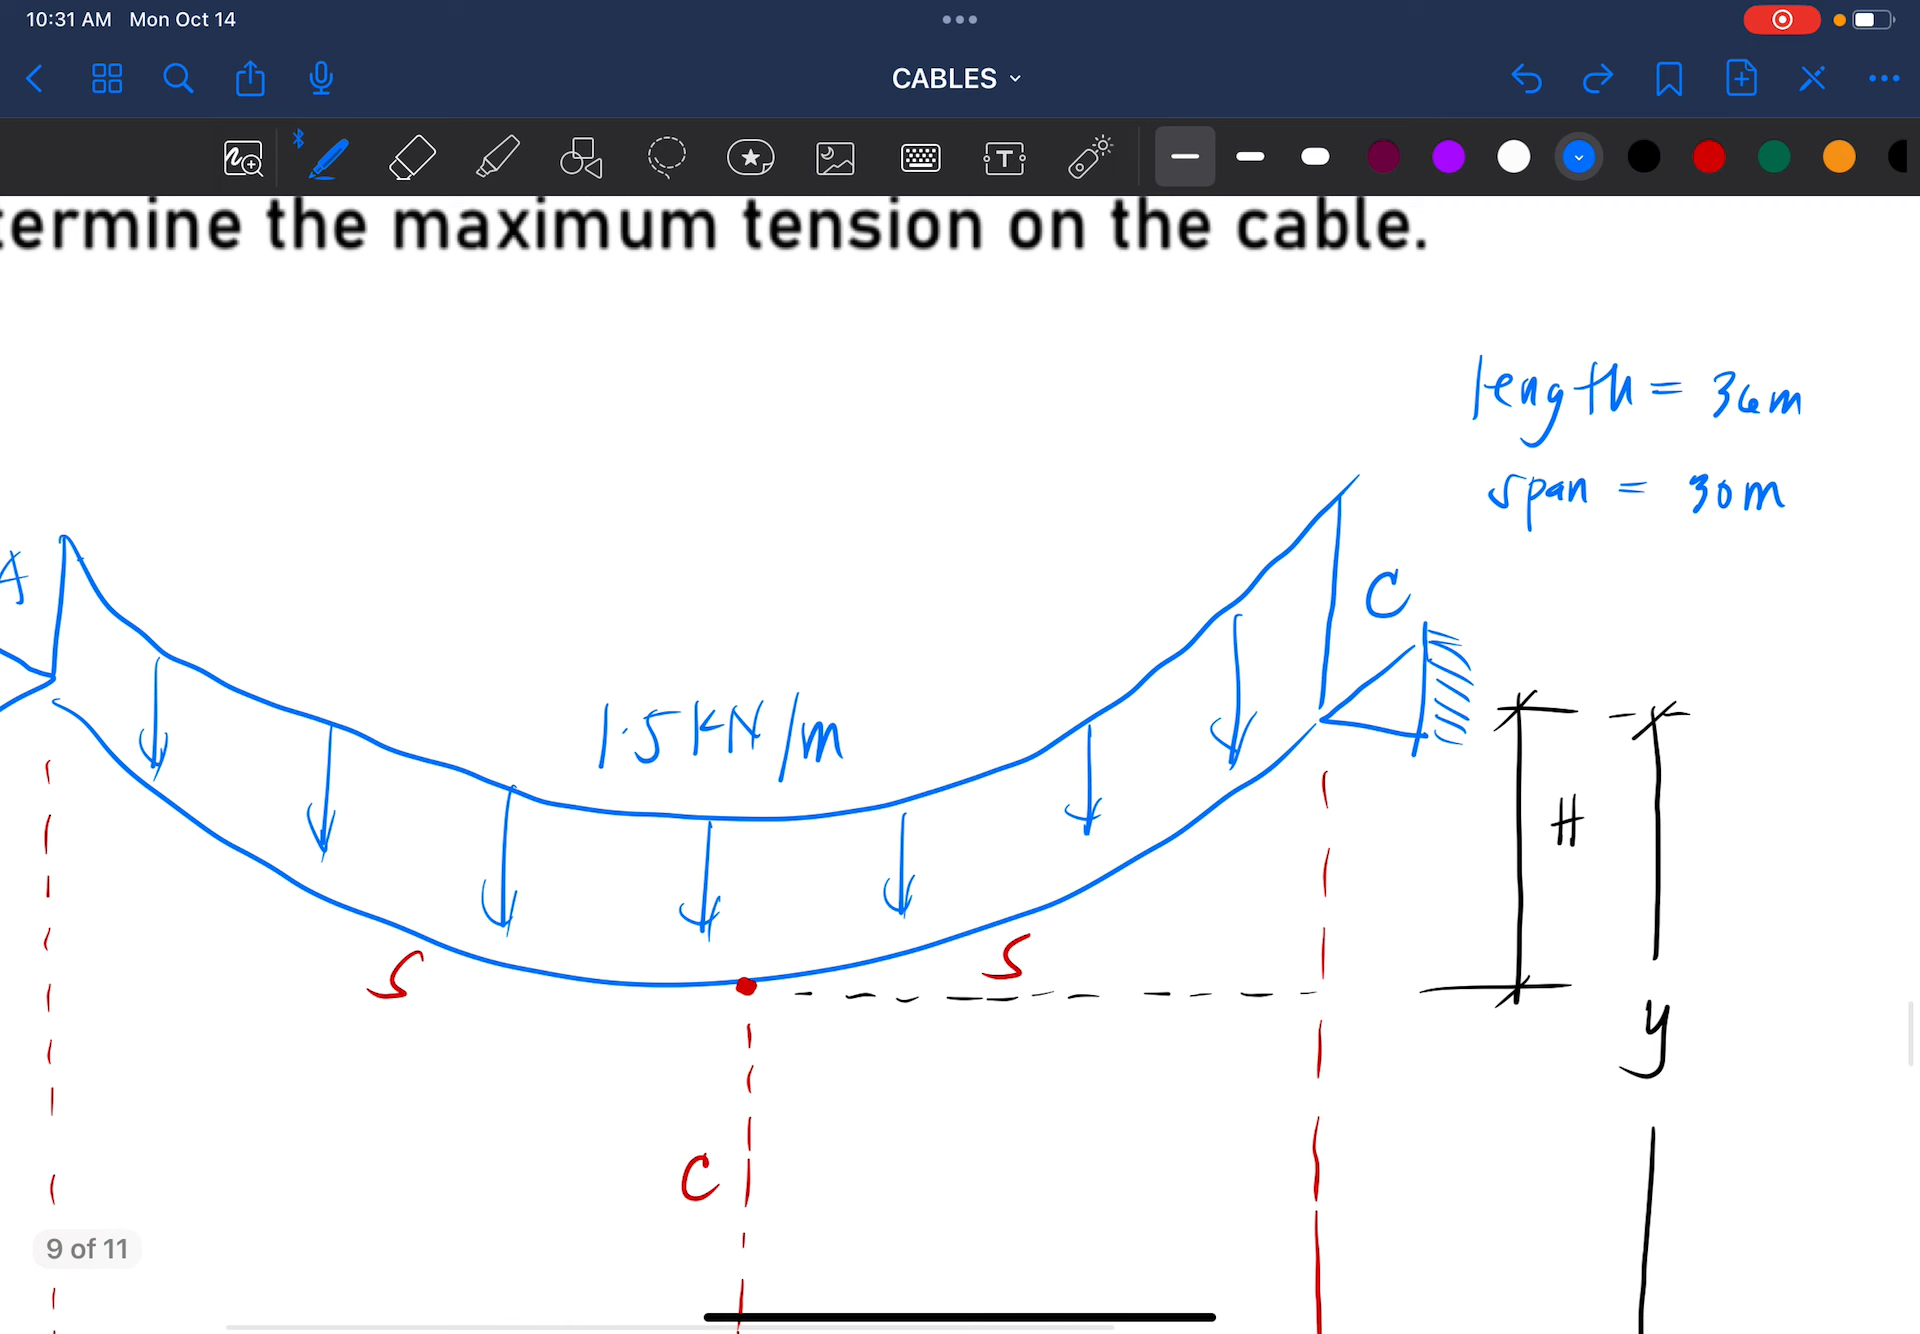 10:31 AM Mon Oct 14
CABLES
T
termine the maximum tension on the cable.
length = 36m
span = 30m
A
C
1.5 KN/m
H
S
S
y
C
9 of 11